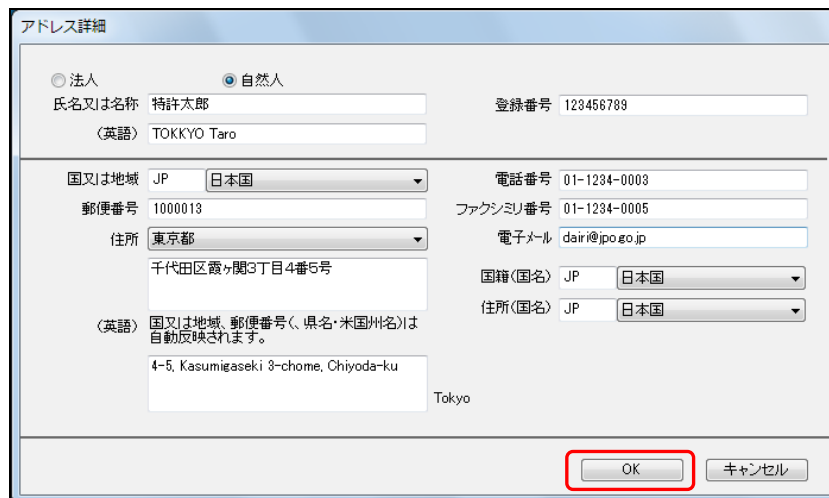 アドレス詳細
法人 自然人
氏名又は名称 特許太郎 登録番号 123456789
(英語) TOKKYO Taro
国又は地域 JP 日本国 電話番号 01-1234-0003
郵便番号 1000013 ファクシミリ番号 01-1234-0005
住所 東京都 電子メール dairi@jpo.go.jp
千代田区霞ヶ関3丁目4番5号 国籍(国名) JP 日本国
住所(国名) JP 日本国
(英語) 国又は地域、郵便番号(、県名・米国州名)は
自動反映されます。
4-5, Kasumigaseki 3-chome, Chiyoda-ku
Tokyo
OK キャンセル